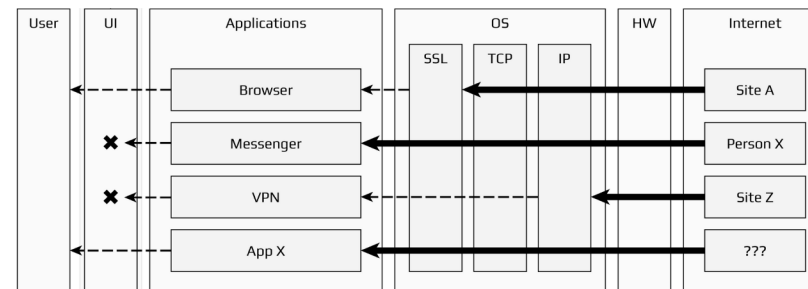 User UI Applications OS HW Internet
SSL TCP IP
Browser Site A
Messenger Person X
VPN Site Z
App X ???